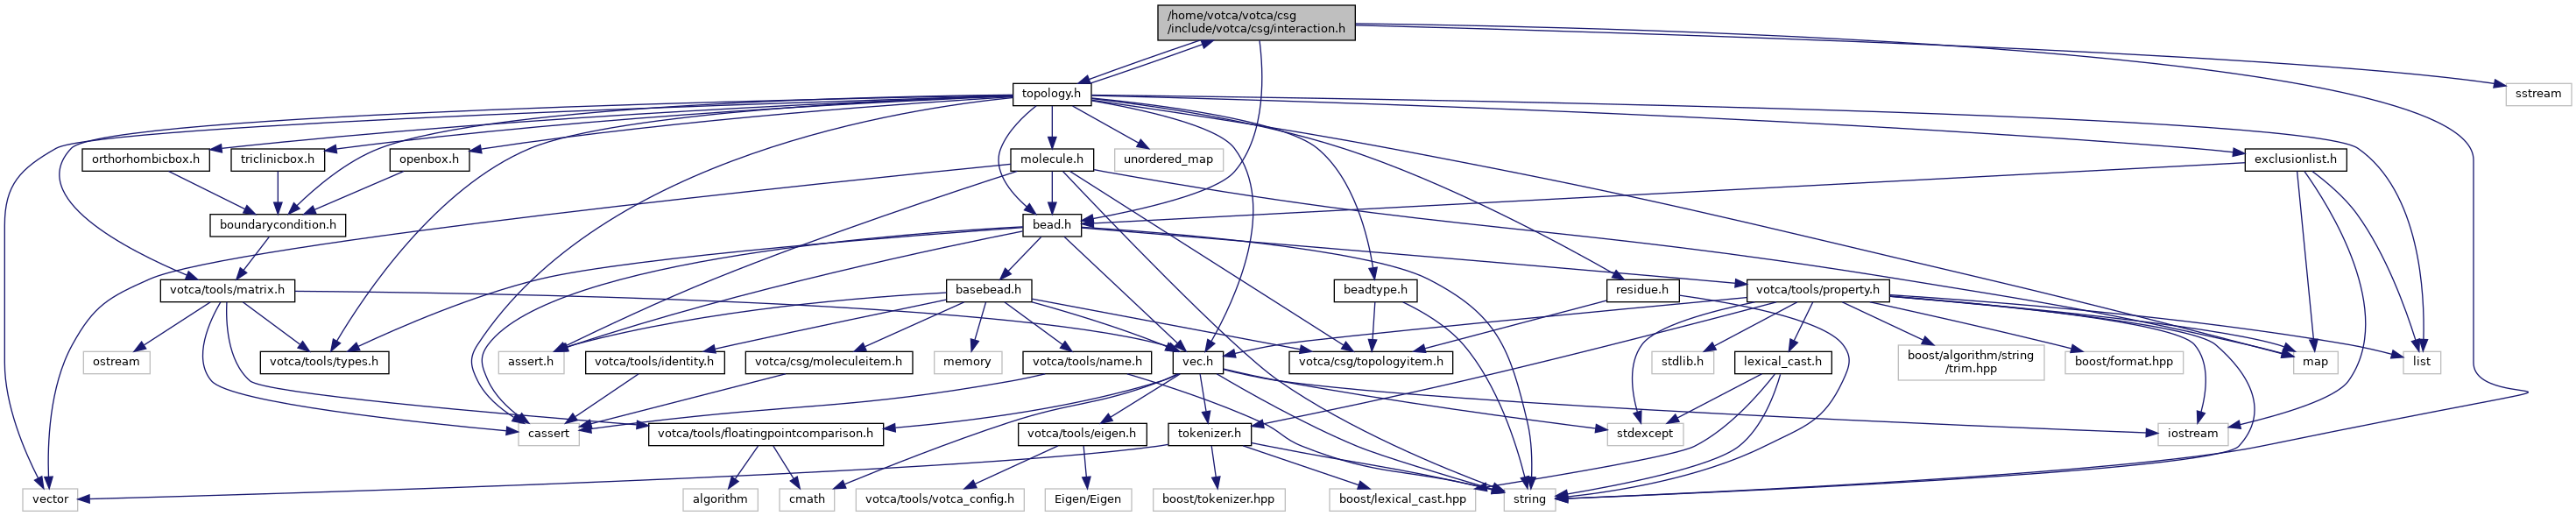 /home/votca/votca/csg
/include/votca/csg/interaction.h
topology.h
sstream
orthorhombicbox.h
triclinicbox.h
openbox.h
molecule.h
unordered_map
exclusionlist.h
boundarycondition.h
bead.h
votca/tools/matrix.h
basebead.h
beadtype.h
residue.h
votca/tools/property.h
ostream
votca/tools/types.h
assert.h
votca/tools/identity.h
votca/csg/moleculeitem.h
memory
votca/tools/name.h
vec.h
votca/csg/topologyitem.h
stdlib.h
lexical_cast.h
boost/algorithm/string
/trim.hpp
boost/format.hpp
map
list
cassert
votca/tools/floatingpointcomparison.h
votca/tools/eigen.h
tokenizer.h
stdexcept
iostream
vector
algorithm
cmath
votca/tools/votca_config.h
Eigen/Eigen
boost/tokenizer.hpp
boost/lexical_cast.hpp
string